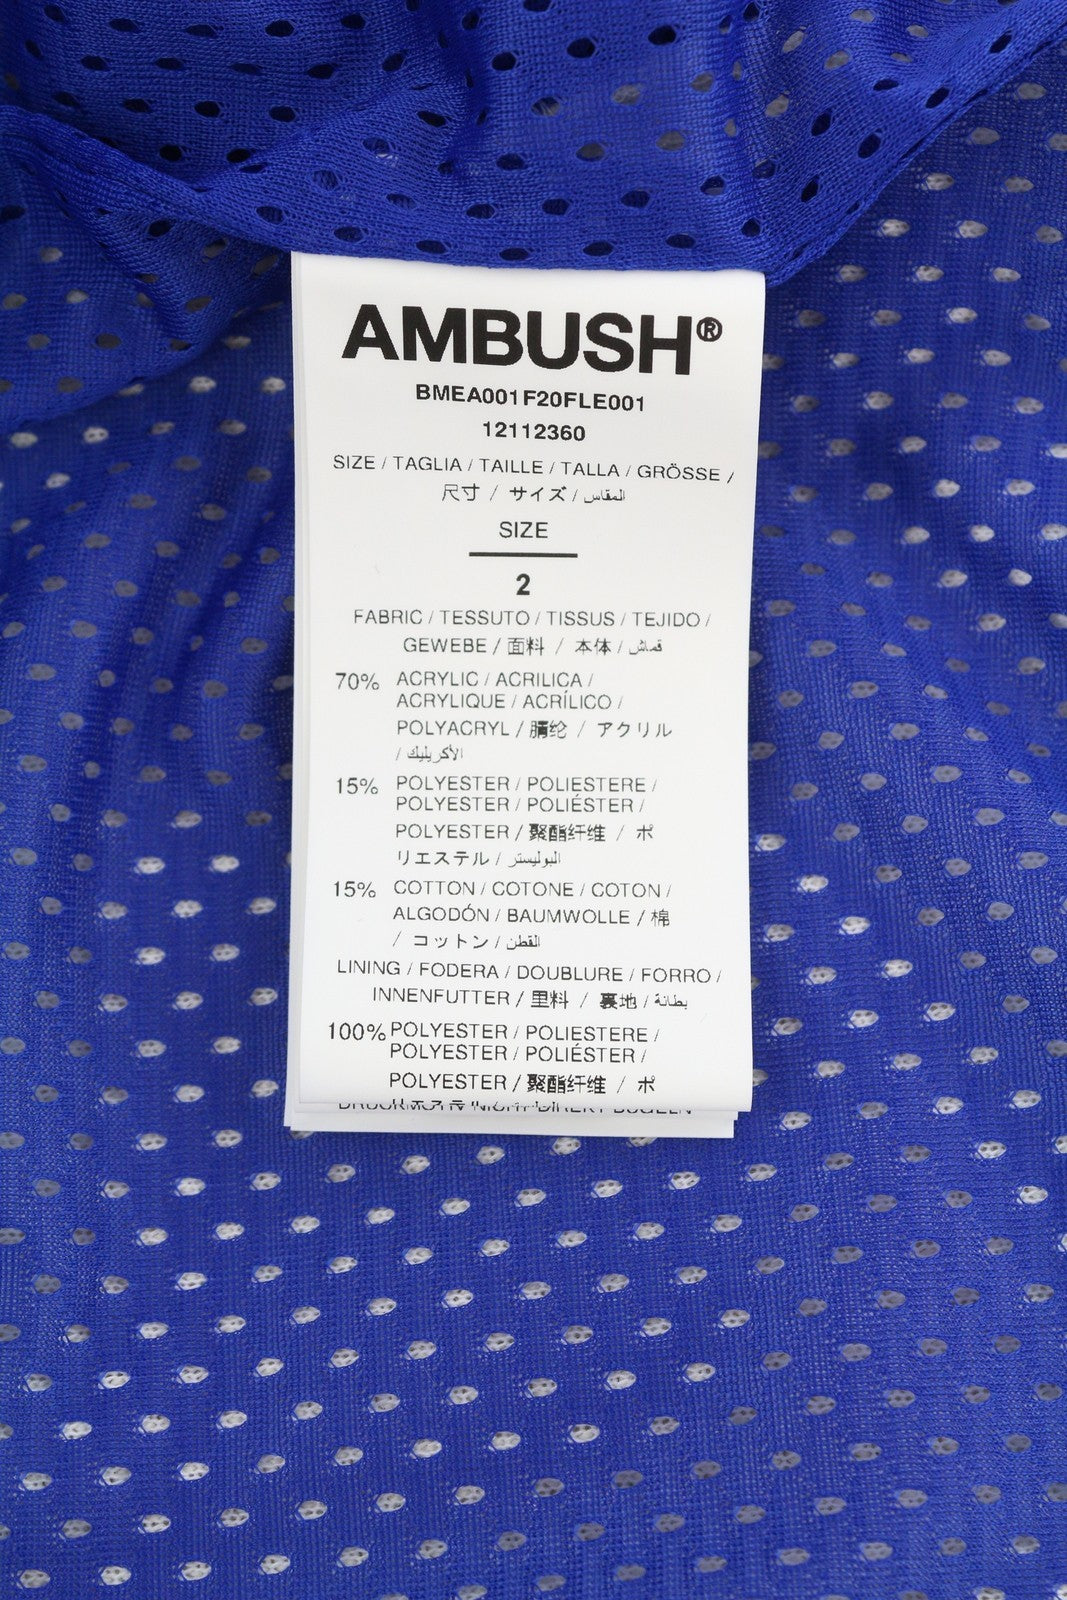 AMBUSH®
BMEA001F20FLE001
12112360
SIZE / TAGLIA / TAILLE / TALLA / GRÖSSE /
尺寸 / サイズ / المقاس
SIZE
2
FABRIC / TESSUTO / TISSUS / TEJIDO /
GEWEBE / 面料 / 本体 / قماش
70% ACRYLIC / ACRILICA /
ACRYLIQUE / ACRÍLICO /
POLYACRYL / 腈纶 / アクリル
/ الأكريليك
15% POLYESTER / POLIESTERE /
POLYESTER / POLIÉSTER /
POLYESTER / 聚酯纤维 / ポ
リエステル / البوليستر
15% COTTON / COTONE / COTON /
ALGODÓN / BAUMWOLLE / 棉
/ コットン / القطن
LINING / FODERA / DOUBLURE / FORRO /
INNENFUTTER / 里料 / 裏地 / بطانة
100% POLYESTER / POLIESTERE /
POLYESTER / POLIÉSTER /
POLYESTER / 聚酯纤维 / ポ